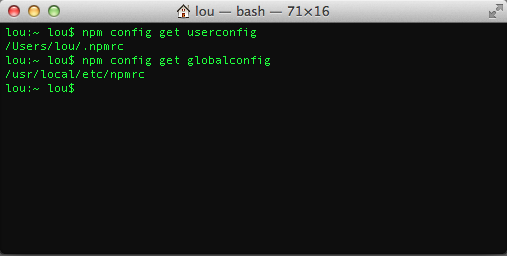 lou — bash — 71×16
lou:~ lou$ npm config get userconfig
/Users/lou/.npmrc
lou:~ lou$ npm config get globalconfig
/usr/local/etc/npmrc
lou:~ lou$